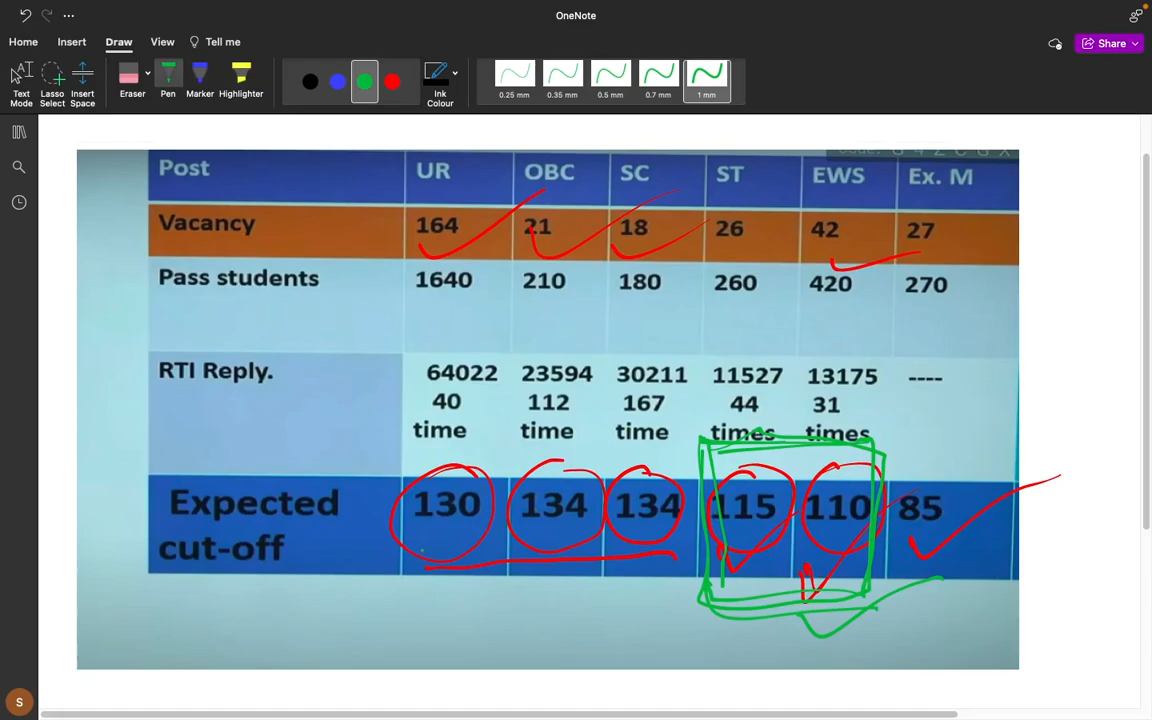 OneNote
Home Insert Draw View Tell me
Share
Text Mode
Lasso Select
Insert Space
Eraser
Pen
Marker
Highlighter
Ink Colour
0.25 mm
0.35 mm
0.5 mm
0.7 mm
1 mm
Post UR OBC SC ST EWS Ex. M
Vacancy 164 21 18 26 42 27
Pass students 1640 210 180 260 420 270
RTI Reply. 64022 23594 30211 11527 13175 ----
40 112 167 44 31
time time time times times
Expected 130 134 134 115 110 85
cut-off
S